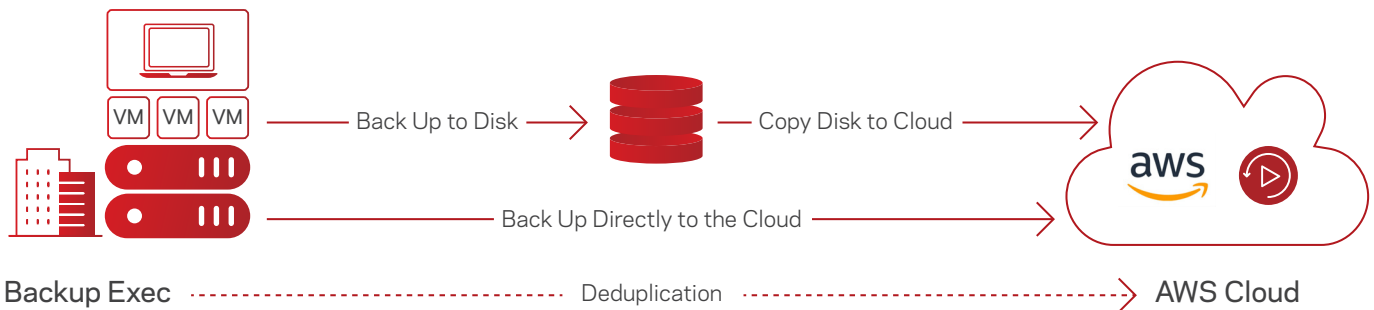 VM VM VM
Back Up to Disk
Copy Disk to Cloud
aws
Back Up Directly to the Cloud
Backup Exec
Deduplication
AWS Cloud